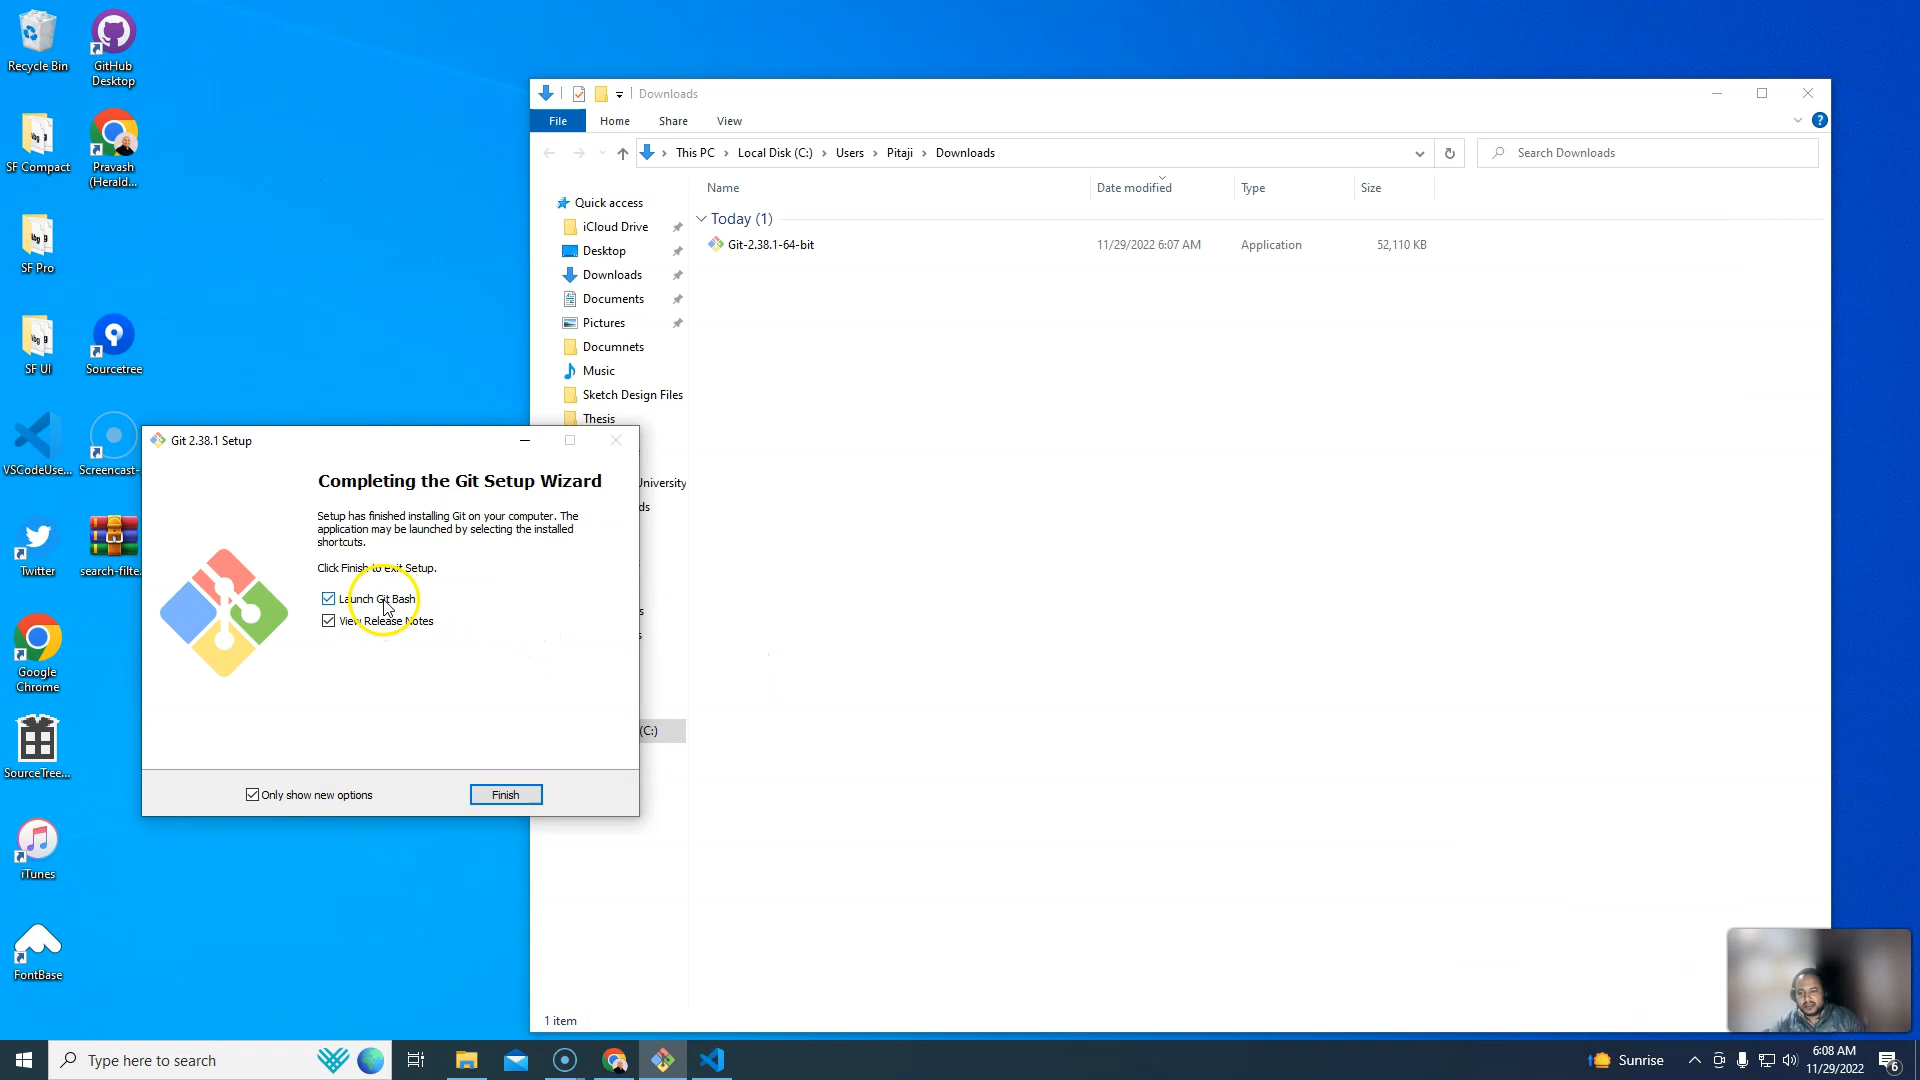 Recycle Bin
GitHub
Desktop
SF Compact
Pravash
(Herald...
SF Pro
SF UI
Sourcetree
VSCodeUse...
Screencast-
Twitter
search-filte.
Google
Chrome
SourceTree...
iTunes
FontBase
Downloads
File Home Share View
This PC > Local Disk (C:) > Users > Pitaji > Downloads
Search Downloads
Name Date modified Type Size
Quick access
iCloud Drive
Desktop
Downloads
Documents
Pictures
Documnets
Music
Sketch Design Files
Thesis
University
ds
s
s
(C:)
Today (1)
Git-2.38.1-64-bit 11/29/2022 6:07 AM Application 52,110 KB
1 item
Git 2.38.1 Setup
Completing the Git Setup Wizard
Setup has finished installing Git on your computer. The
application may be launched by selecting the installed
shortcuts.
Click Finish to exit Setup.
Launch Git Bash
View Release Notes
Only show new options
Finish
Type here to search
Sunrise
6:08 AM
11/29/2022
6